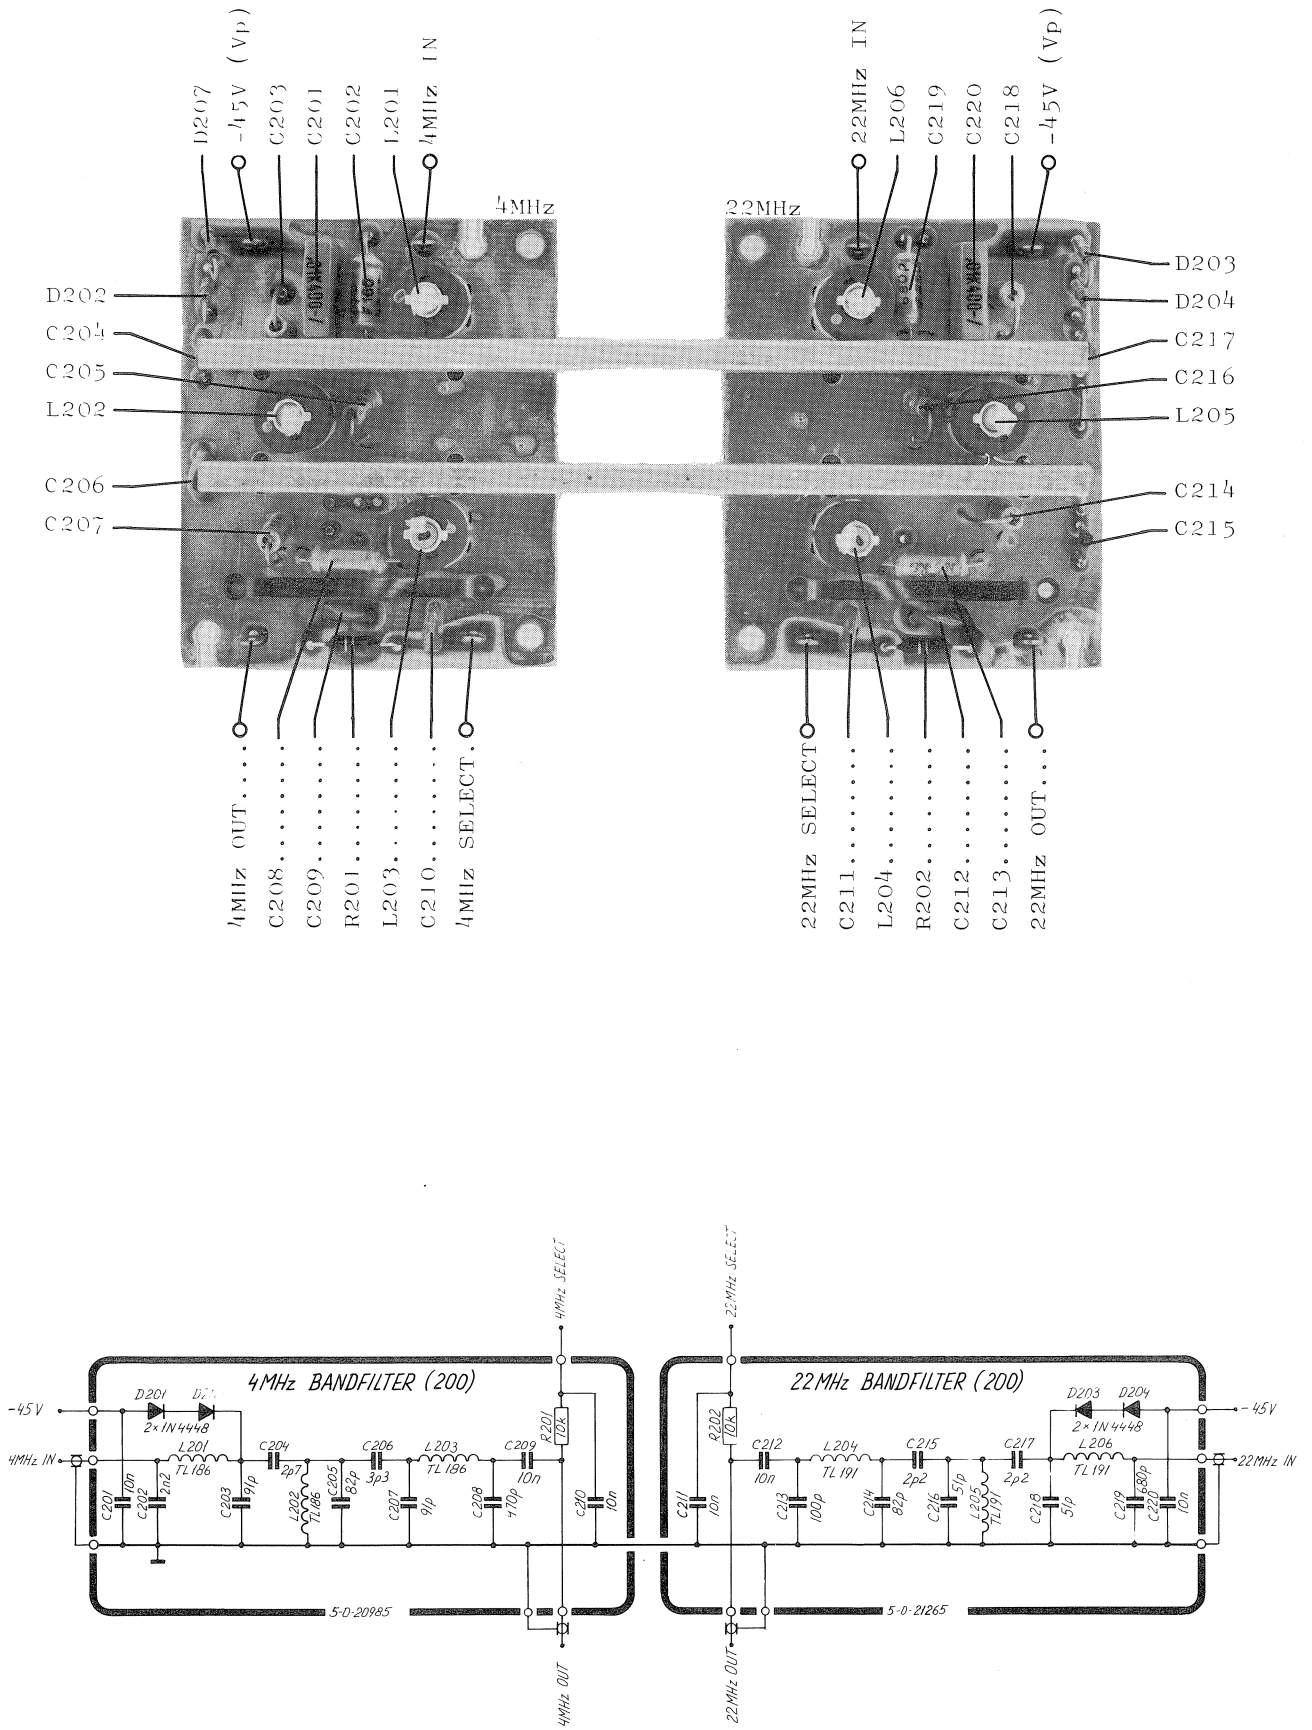 D207
-45V (Vp)
C203
C201
C202
L201
4MHz IN
22MHz IN
L206
C219
C220
C218
-45V (Vp)
4MHz
22MHz
D202
C204
C205
L202
C206
C207
D203
D204
C217
C216
L205
C214
C215
4MHz OUT.....
C208..........
C209..........
R201..........
L203..........
C210..........
4MHz SELECT.
22MHz SELECT
C211..........
L204..........
R202..........
C212..........
C213..........
22MHz OUT....
4MHz SELECT
22MHz SELECT
4MHz BANDFILTER (200)
22MHz BANDFILTER (200)
-45V
D201
2×1N4448
4MHz IN
L201
TL186
C204
2p7
C206
3p3
L203
TL186
C209
10n
R201
10k
C201
10n
C202
2n2
C203
91p
L202
TL186
C205
82p
C207
91p
C208
470p
C210
10n
R202
10k
C211
10n
C212
10n
C213
100p
L204
TL191
C214
82p
C215
2p2
C216
51p
L205
TL191
C217
2p2
D203
D204
2×1N4448
L206
TL191
C218
51p
C219
680p
C220
10n
-45V
22MHz IN
5-0-20985
5-0-21265
4MHz OUT
22MHz OUT